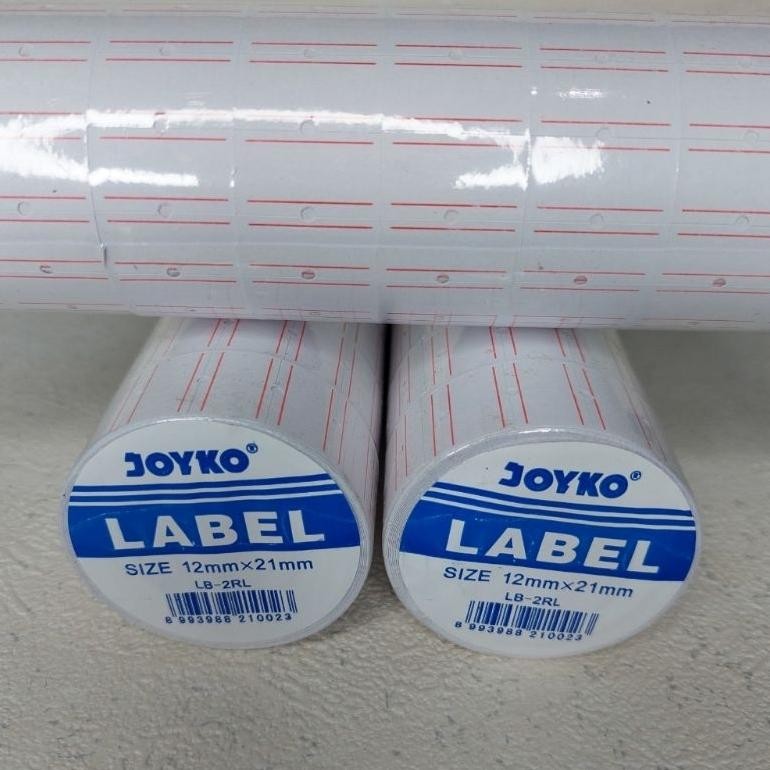 JOYKO®
LABEL
SIZE 12mm×21mm
LB-2RL
8 993988 210023
JOYKO®
LABEL
SIZE 12mm×21mm
LB-2RL
8 993988 210023